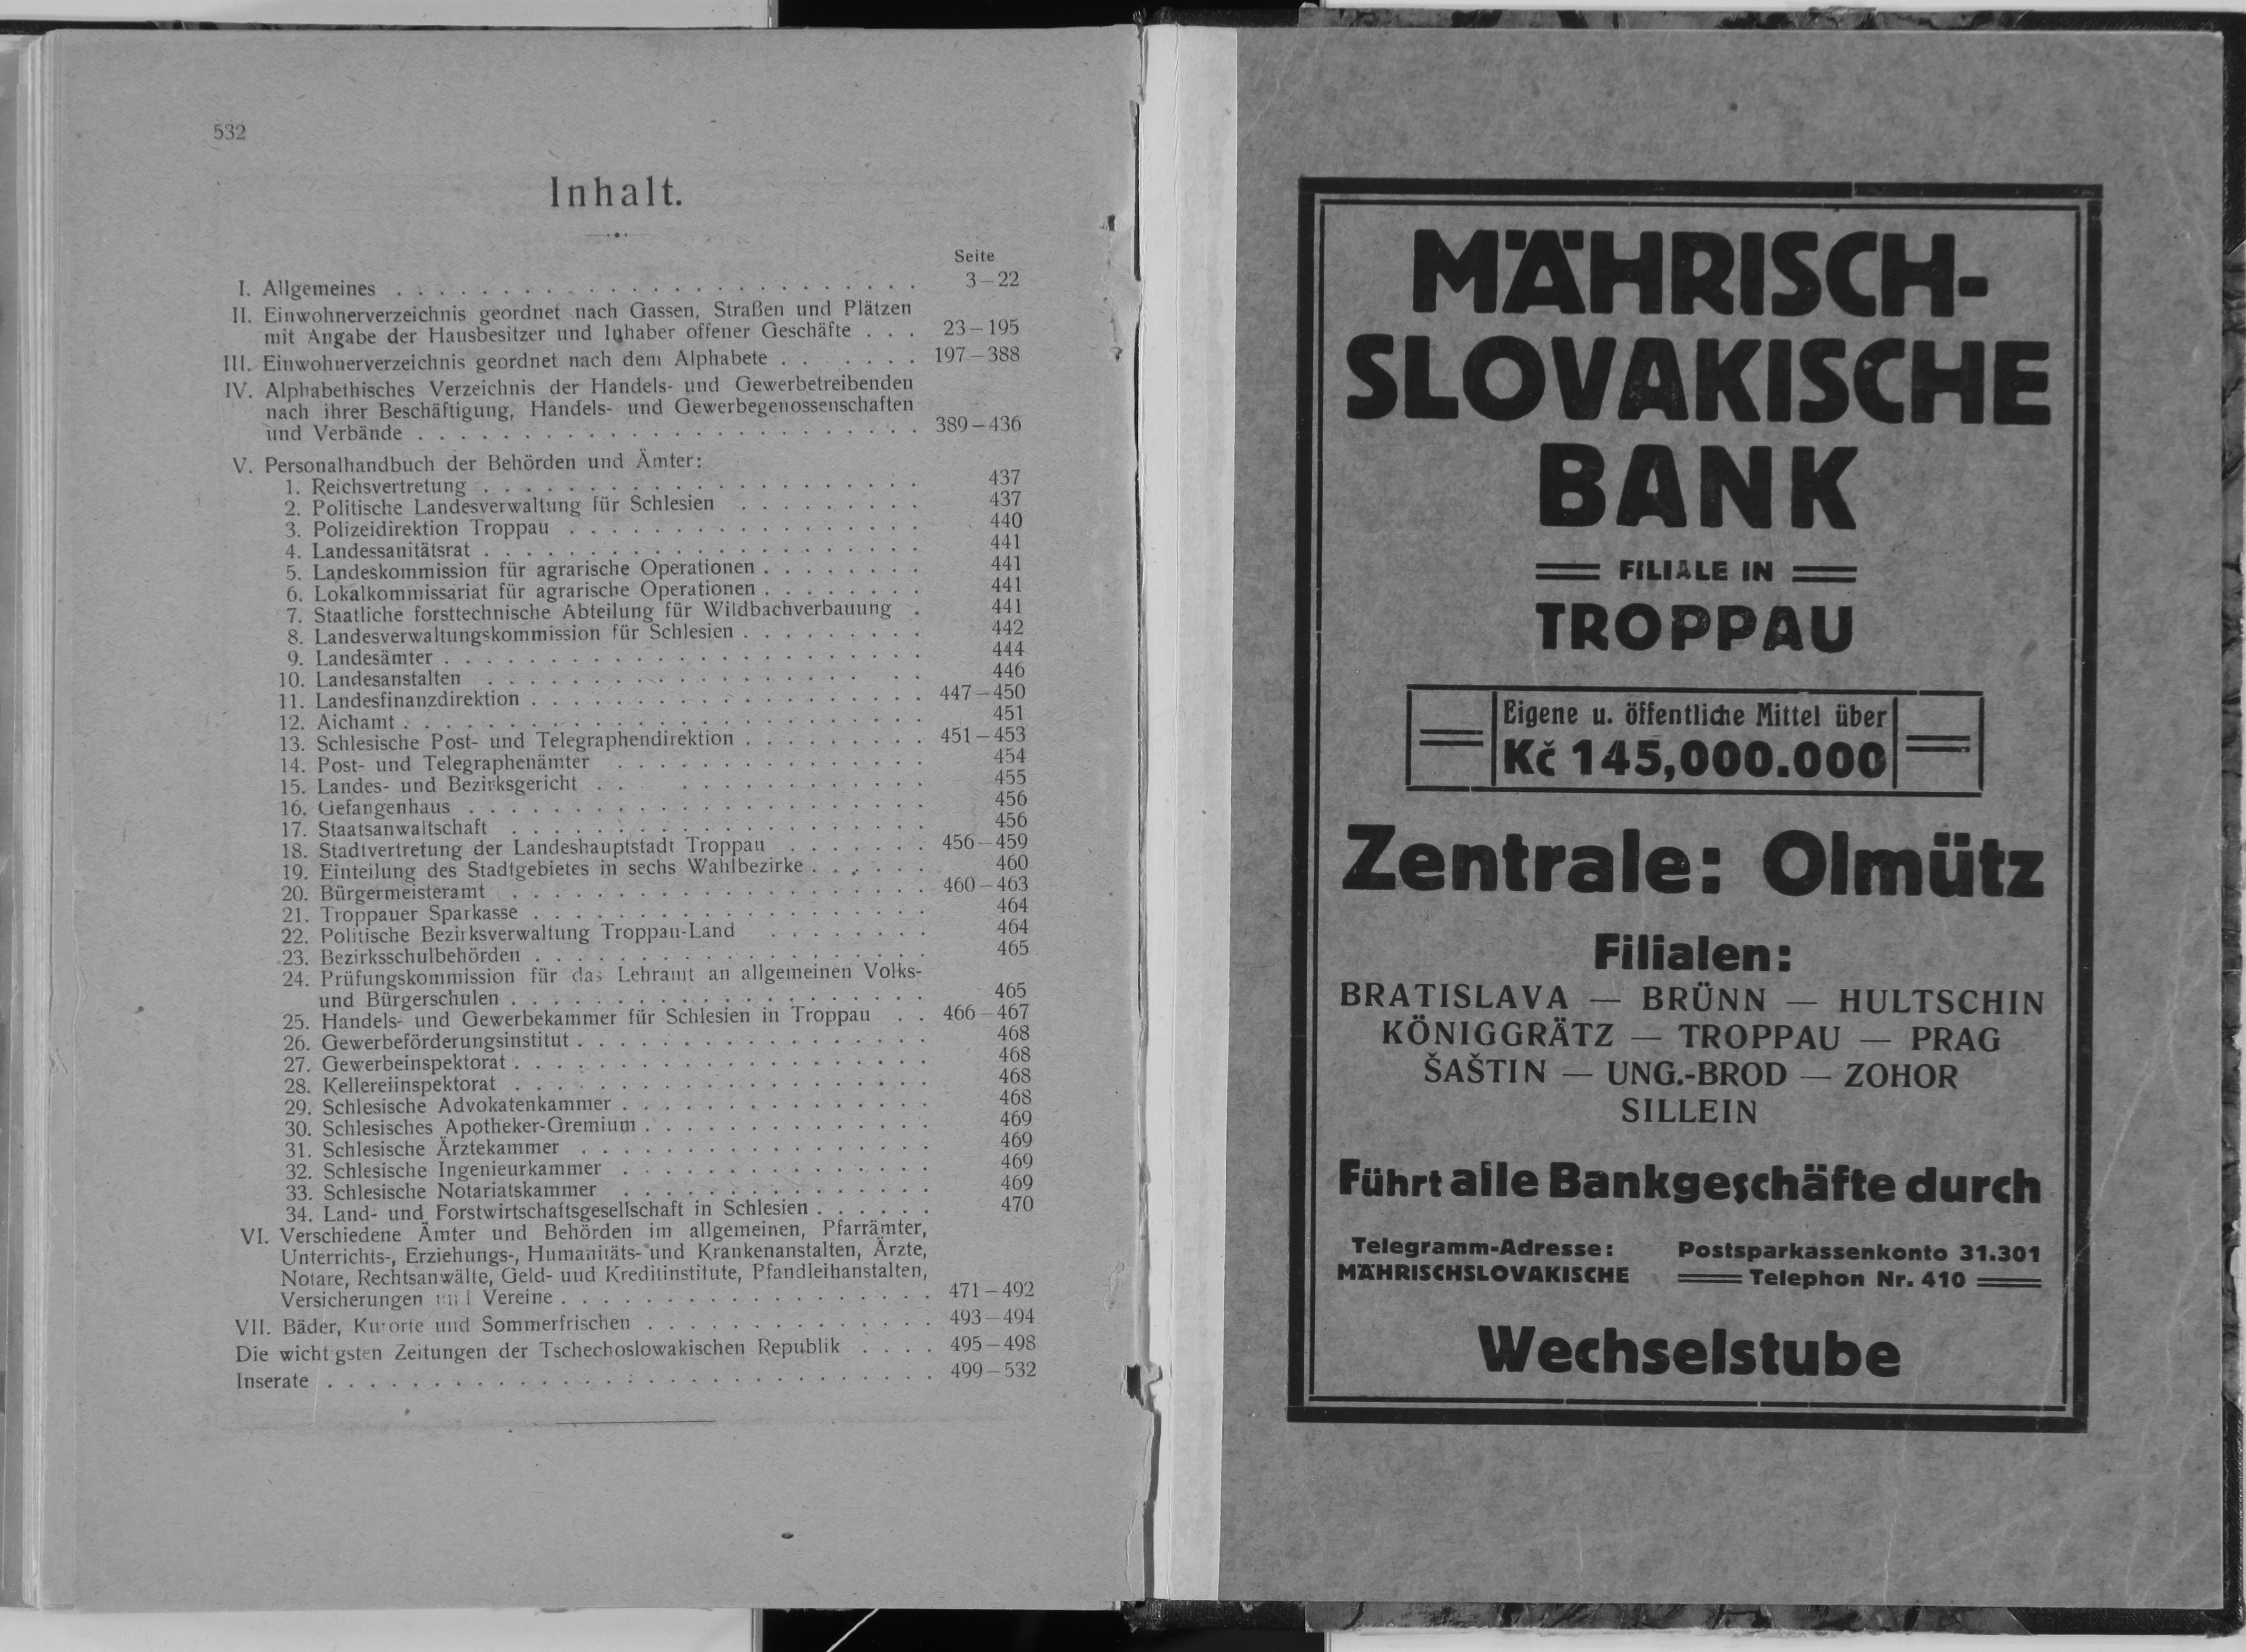 532
Inhalt.
Seite
I. Allgemeines . . . . . . . . . . . . . . . . . . . . . . . . 3–22
II. Einwohnerverzeichnis geordnet nach Gassen, Straßen und Plätzen
mit Angabe der Hausbesitzer und Inhaber offener Geschäfte . . . 23–195
III. Einwohnerverzeichnis geordnet nach dem Alphabete . . . . . . . 197–388
IV. Alphabethisches Verzeichnis der Handels- und Gewerbetreibenden
nach ihrer Beschäftigung, Handels- und Gewerbegenossenschaften
und Verbände . . . . . . . . . . . . . . . . . . . . . . . . 389–436
V. Personalhandbuch der Behörden und Ämter:
1. Reichsvertretung . . . . . . . . . . . . . . . . . . . . . 437
2. Politische Landesverwaltung für Schlesien . . . . . . . . . 437
3. Polizeidirektion Troppau . . . . . . . . . . . . . . . . . 440
4. Landessanitätsrat . . . . . . . . . . . . . . . . . . . . . 441
5. Landeskommission für agrarische Operationen . . . . . . . . 441
6. Lokalkommissariat für agrarische Operationen . . . . . . . . 441
7. Staatliche forsttechnische Abteilung für Wildbachverbauung . 441
8. Landesverwaltungskommission für Schlesien . . . . . . . . . 442
9. Landesämter . . . . . . . . . . . . . . . . . . . . . . . 444
10. Landesanstalten . . . . . . . . . . . . . . . . . . . . . 446
11. Landesfinanzdirektion . . . . . . . . . . . . . . . . . . . 447–450
12. Aichamt . . . . . . . . . . . . . . . . . . . . . . . . . 451
13. Schlesische Post- und Telegraphendirektion . . . . . . . . . 451–453
14. Post- und Telegraphenämter . . . . . . . . . . . . . . . 454
15. Landes- und Bezirksgericht . . . . . . . . . . . . . . . 455
16. Gefangenhaus . . . . . . . . . . . . . . . . . . . . . . 456
17. Staatsanwaltschaft . . . . . . . . . . . . . . . . . . . . 456
18. Stadtvertretung der Landeshauptstadt Troppau . . . . . . . 456–459
19. Einteilung des Stadtgebietes in sechs Wahlbezirke . . . . . . 460
20. Bürgermeisteramt . . . . . . . . . . . . . . . . . . . . 460–463
21. Troppauer Sparkasse . . . . . . . . . . . . . . . . . . . 464
22. Politische Bezirksverwaltung Troppau-Land . . . . . . . . 464
23. Bezirksschulbehörden . . . . . . . . . . . . . . . . . . . 465
24. Prüfungskommission für das Lehramt an allgemeinen Volks-
und Bürgerschulen . . . . . . . . . . . . . . . . . . . . 465
25. Handels- und Gewerbekammer für Schlesien in Troppau . . 466–467
26. Gewerbeförderungsinstitut . . . . . . . . . . . . . . . . . 468
27. Gewerbeinspektorat . . . . . . . . . . . . . . . . . . . . 468
28. Kellereiinspektorat . . . . . . . . . . . . . . . . . . . . 468
29. Schlesische Advokatenkammer . . . . . . . . . . . . . . . 468
30. Schlesisches Apotheker-Gremium . . . . . . . . . . . . . . 469
31. Schlesische Ärztekammer . . . . . . . . . . . . . . . . . 469
32. Schlesische Ingenieurkammer . . . . . . . . . . . . . . . 469
33. Schlesische Notariatskammer . . . . . . . . . . . . . . . 469
34. Land- und Forstwirtschaftsgesellschaft in Schlesien . . . . . . 470
VI. Verschiedene Ämter und Behörden im allgemeinen, Pfarrämter,
Unterrichts-, Erziehungs-, Humanitäts- und Krankenanstalten, Ärzte,
Notare, Rechtsanwälte, Geld- uud Kreditinstitute, Pfandleihanstalten,
Versicherungen und Vereine . . . . . . . . . . . . . . . . . . 471–492
VII. Bäder, Kurorte und Sommerfrischen . . . . . . . . . . . . . . 493–494
Die wichtigsten Zeitungen der Tschechoslowakischen Republik . . . . 495–498
Inserate . . . . . . . . . . . . . . . . . . . . . . . . . . . . . 499–532
MÄHRISCH-
SLOVAKISCHE
BANK
FILIALE IN
TROPPAU
Eigene u. öffentliche Mittel über
Kč 145,000.000
Zentrale: Olmütz
Filialen:
BRATISLAVA — BRÜNN — HULTSCHIN
KÖNIGGRÄTZ — TROPPAU — PRAG
ŠAŠTIN — UNG.-BROD — ZOHOR
SILLEIN
Führt alle Bankgeschäfte durch
Telegramm-Adresse:
MÄHRISCHSLOVAKISCHE
Postsparkassenkonto 31.301
Telephon Nr. 410
Wechselstube